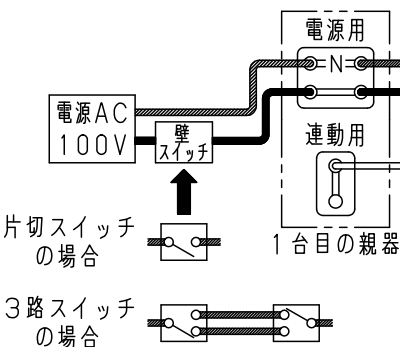 電源用
N
電源AC
100V
壁
スイッチ
連動用
片切スイッチ
の場合
1台目の親器
3路スイッチ
の場合